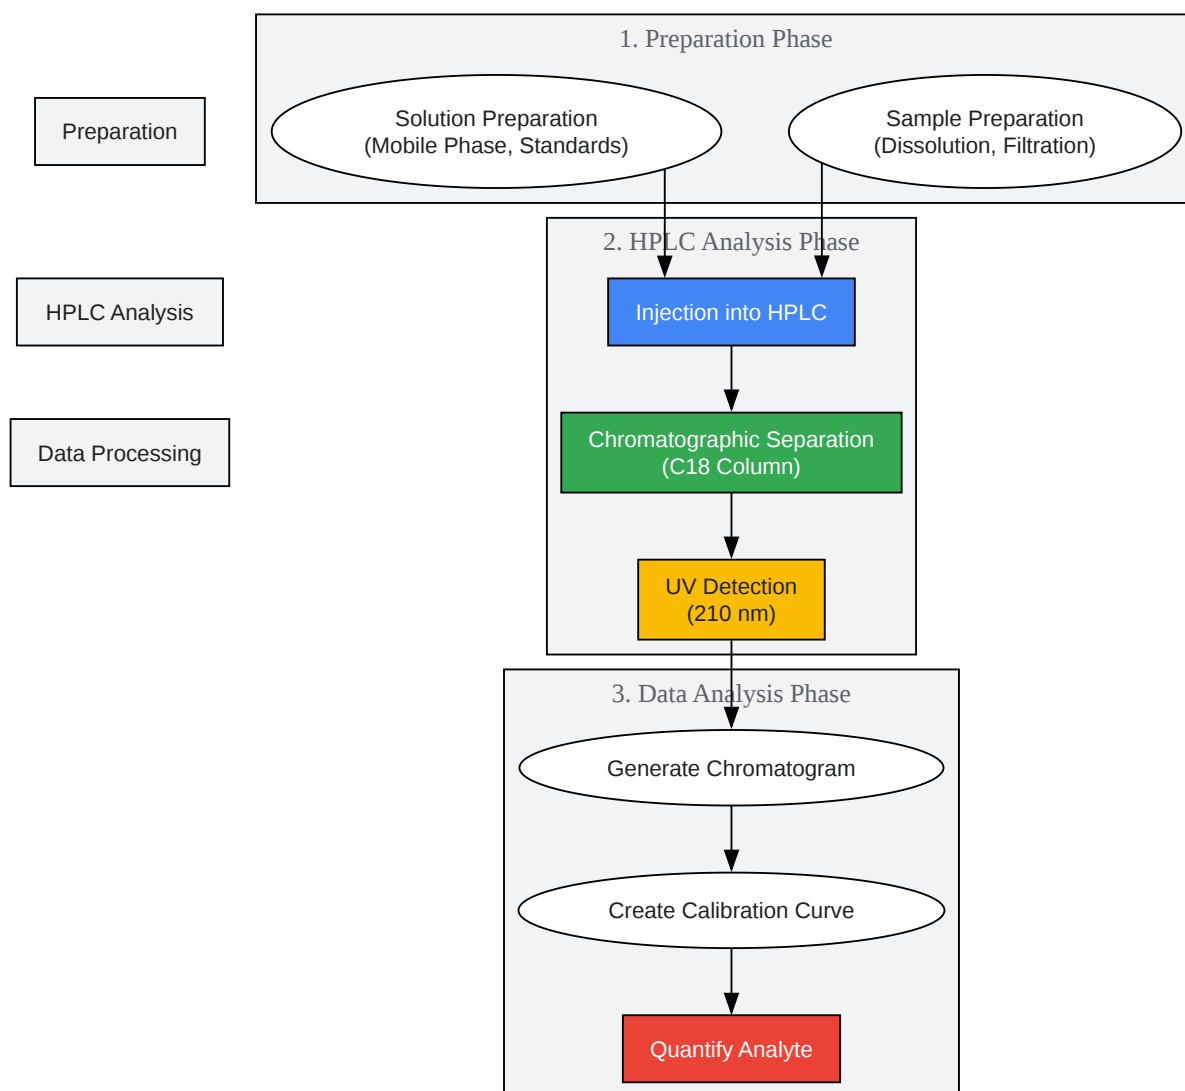 1. Preparation Phase
Preparation
Solution Preparation
(Mobile Phase, Standards)
Sample Preparation
(Dissolution, Filtration)
2. HPLC Analysis Phase
HPLC Analysis
Injection into HPLC
Data Processing
Chromatographic Separation
(C18 Column)
UV Detection
(210 nm)
3. Data Analysis Phase
Generate Chromatogram
Create Calibration Curve
Quantify Analyte